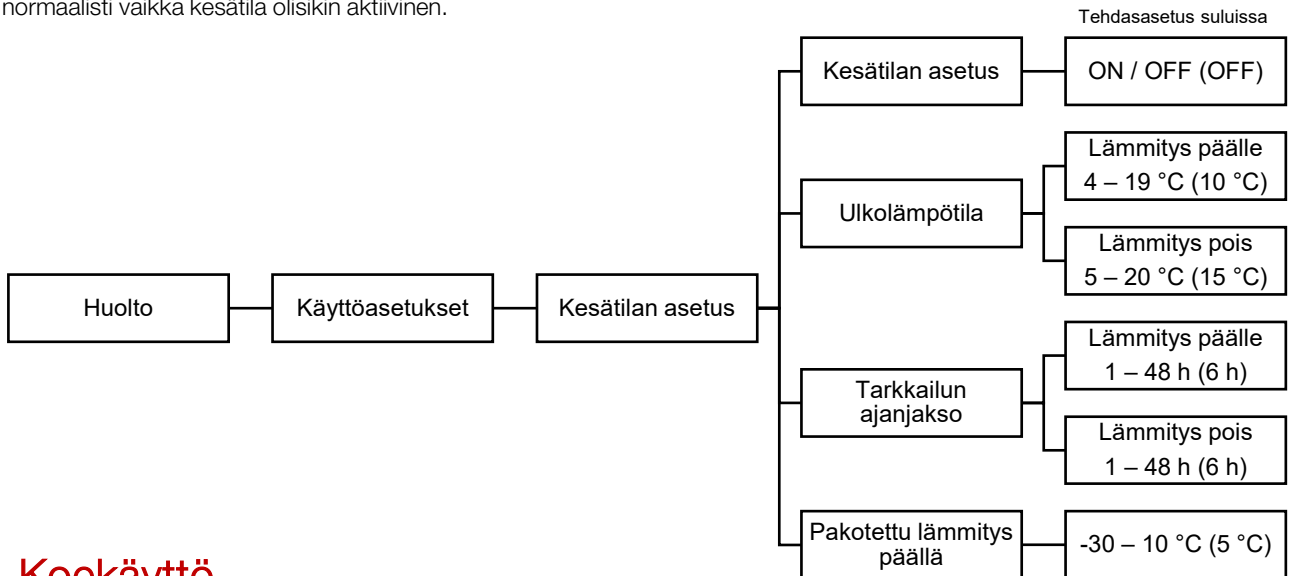 normaalisti vaikka kesätila olisikin aktiivinen.
Tehdasasetus suluissa
Kesätilan asetus
ON / OFF (OFF)
Lämmitys päälle
4 – 19 °C (10 °C)
Ulkolämpötila
Lämmitys pois
5 – 20 °C (15 °C)
Huolto
Käyttöasetukset
Kesätilan asetus
Lämmitys päälle
1 – 48 h (6 h)
Tarkkailun
ajanjakso
Lämmitys pois
1 – 48 h (6 h)
Pakotettu lämmitys
päällä
-30 – 10 °C (5 °C)
Koekäyttö